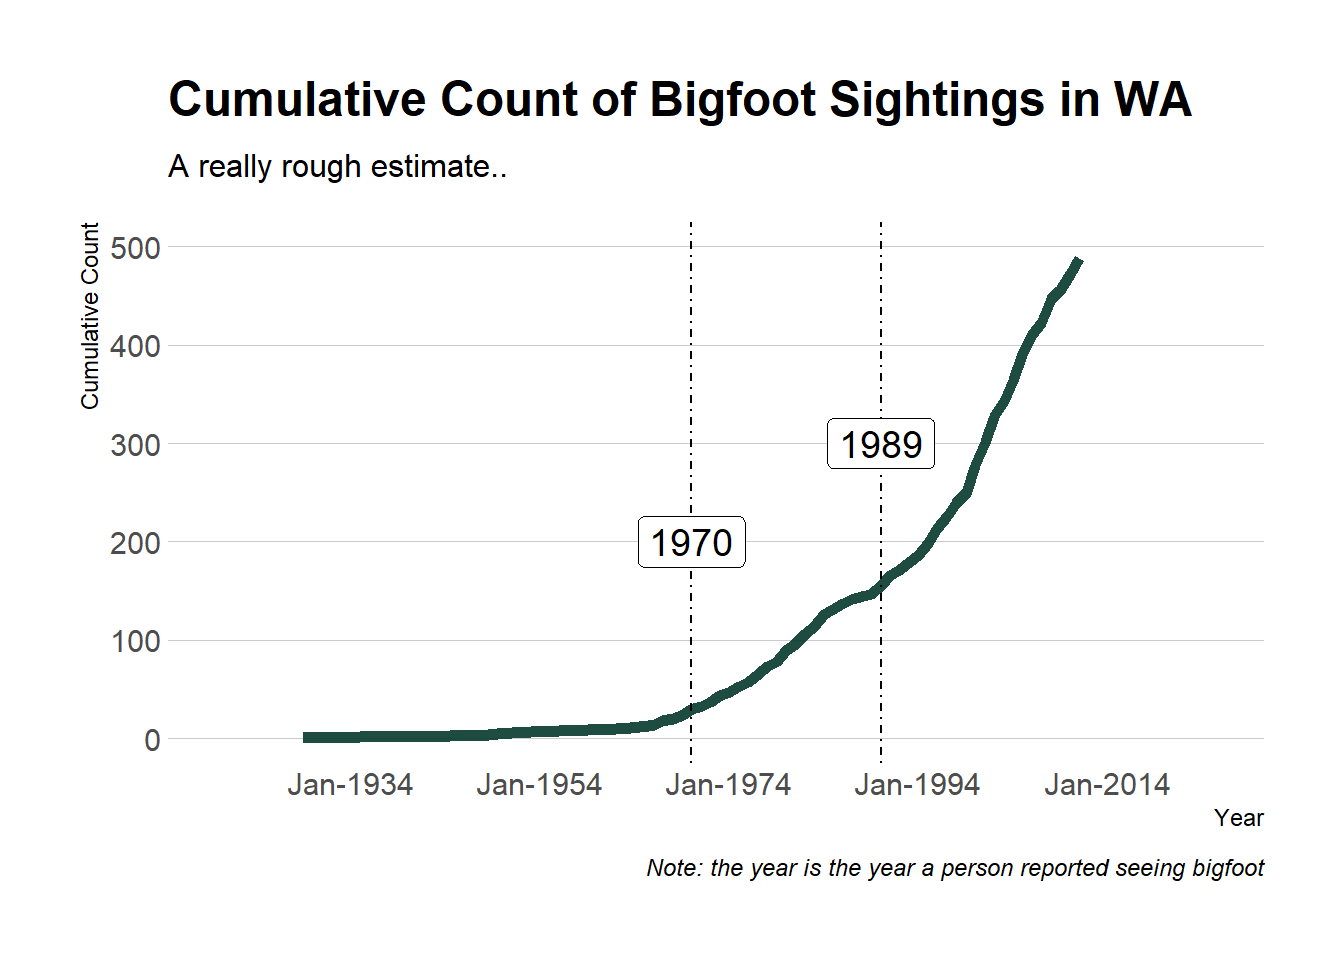 Cumulative Count of Bigfoot Sightings in WA
A really rough estimate..
Cumulative Count
500
400
300
200
100
0
1989
1970
Jan-1934
Jan-1954
Jan-1974
Jan-1994
Jan-2014
Year
Note: the year is the year a person reported seeing bigfoot